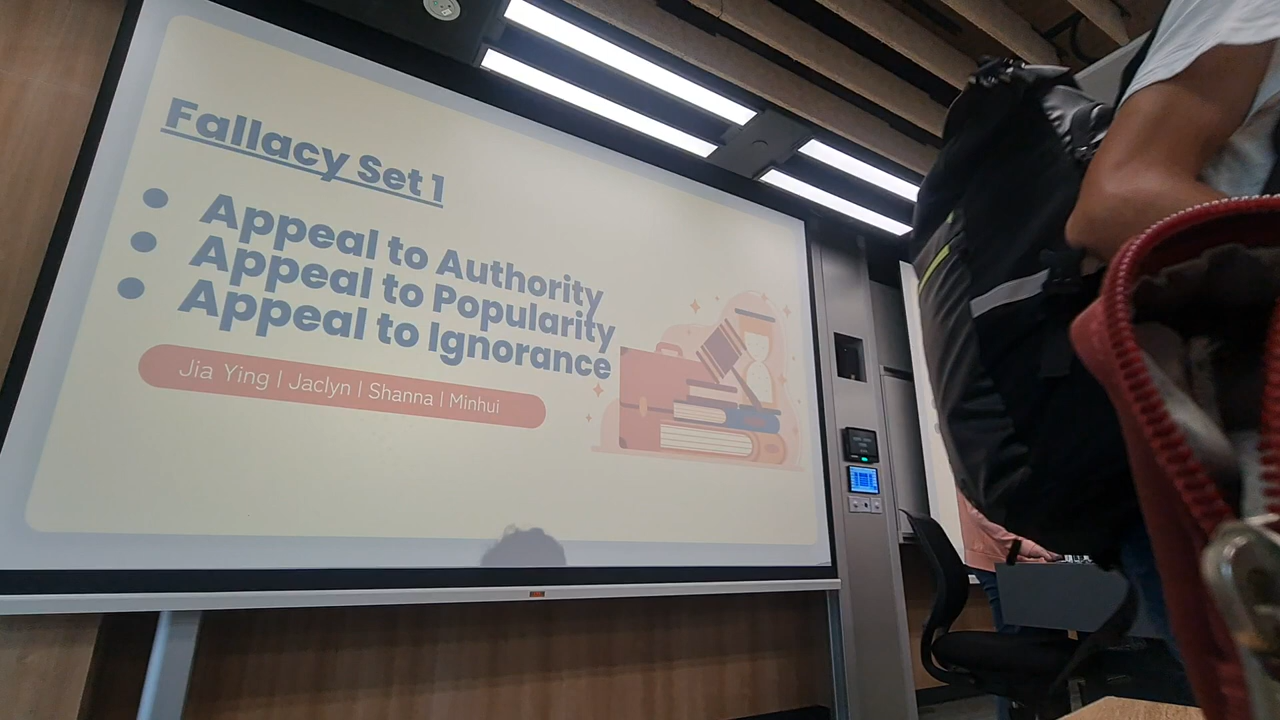 Fallacy Set 1
Appeal to Authority
Appeal to Popularity
Appeal to Ignorance
Jia Ying | Jaclyn | Shanna | Minhui